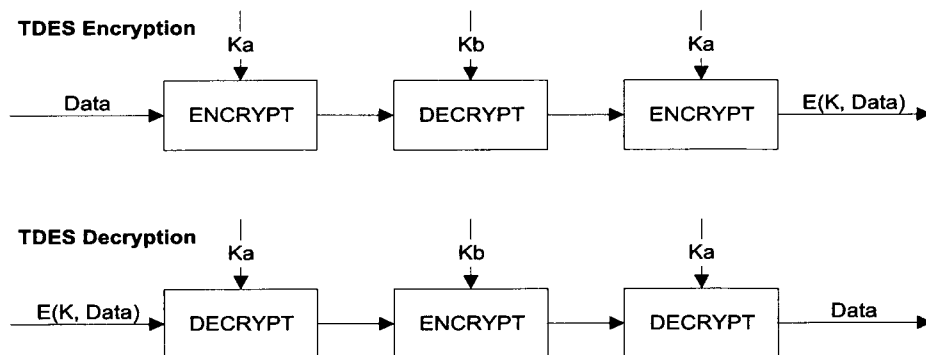 TDES Encryption
Ka Kb Ka
Data ENCRYPT DECRYPT ENCRYPT E(K, Data)
TDES Decryption
Ka Kb Ka
E(K, Data) DECRYPT ENCRYPT DECRYPT Data